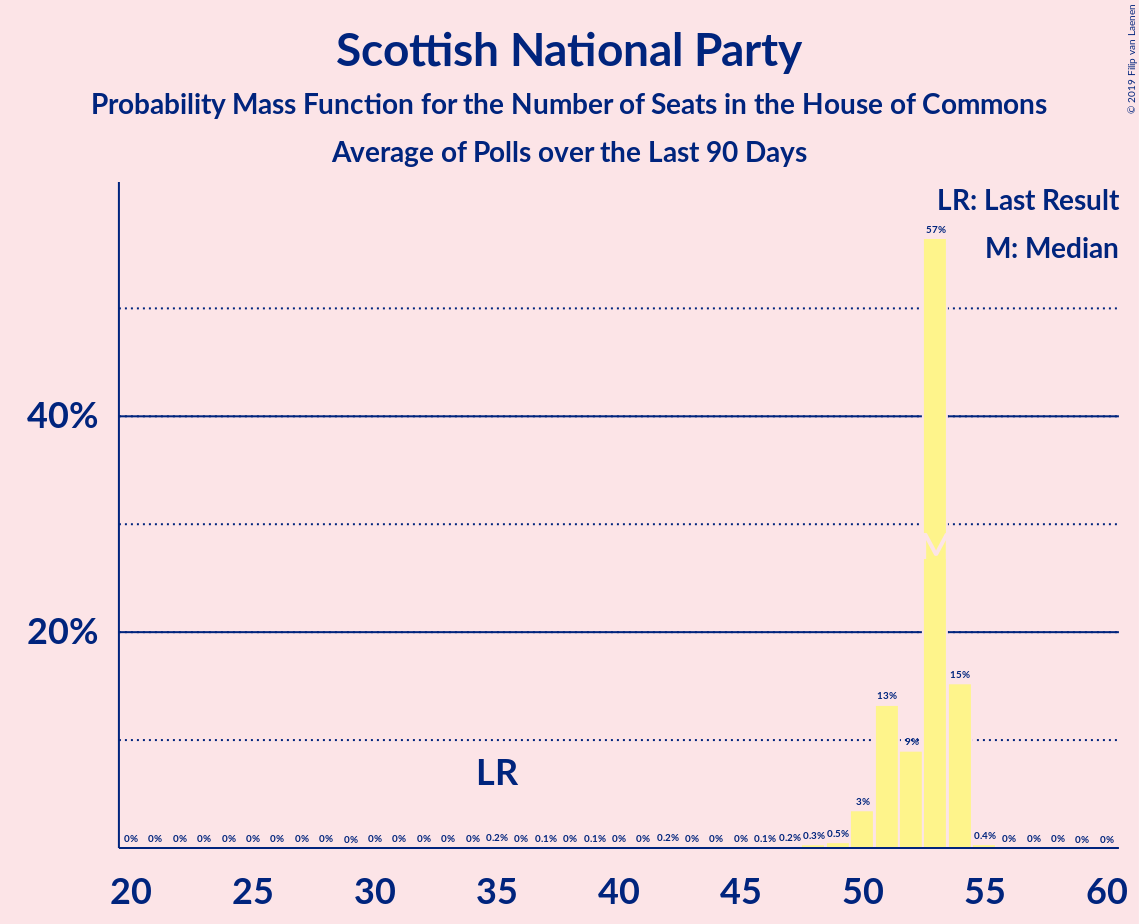 Scottish National Party
Probability Mass Function for the Number of Seats in the House of Commons
Average of Polls over the Last 90 Days
© 2019 Filip van Laenen
LR: Last Result
M: Median
57%
40%
20%
15%
13%
9%
LR
3%
0% 0% 0% 0% 0% 0% 0% 0% 0% 0% 0% 0% 0% 0% 0% 0.2% 0% 0.1% 0% 0.1% 0% 0% 0.2% 0% 0% 0% 0.1% 0.2% 0.3% 0.5% 0.4% 0% 0% 0% 0% 0%
20 25 30 35 40 45 50 55 60